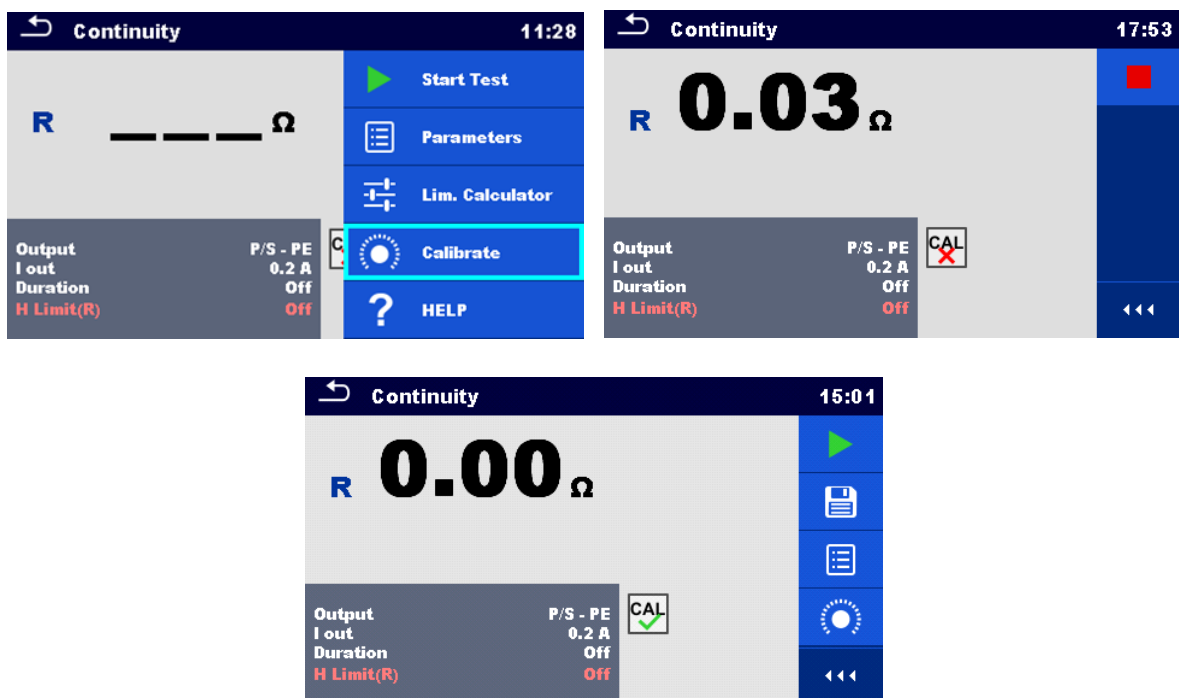 Continuity 11:28
R ___ Ω
Start Test
Parameters
Lim. Calculator
Calibrate
? HELP
Output P/S - PE
I out 0.2 A
Duration Off
H Limit(R) Off
Continuity 17:53
R 0.03 Ω
Output P/S - PE
I out 0.2 A
Duration Off
H Limit(R) Off
CAL
Continuity 15:01
R 0.00 Ω
Output P/S - PE
I out 0.2 A
Duration Off
H Limit(R) Off
CAL